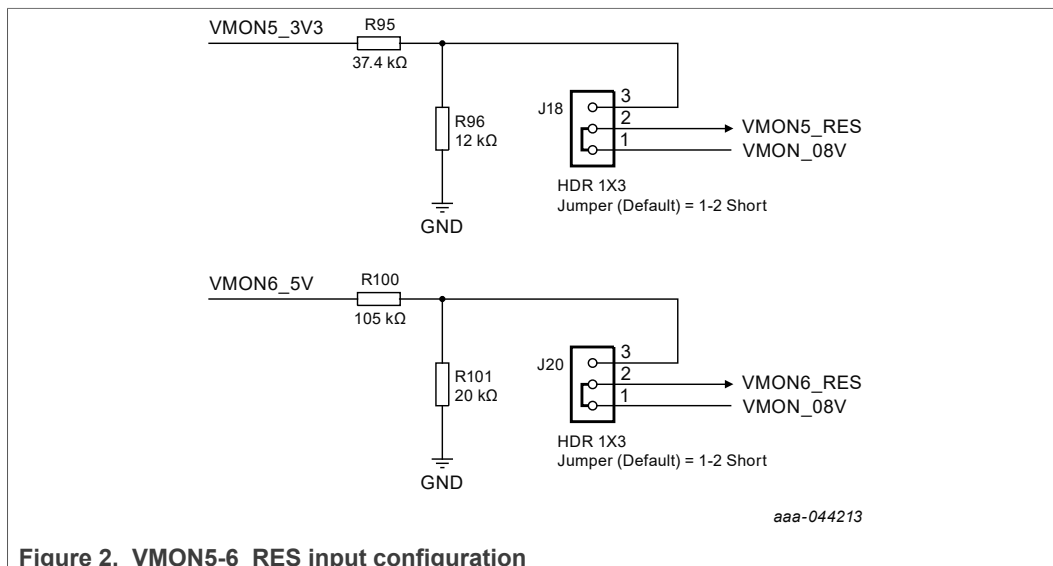 VMON5_3V3
R95
37.4 kΩ
R96
12 kΩ
GND
J18
3
2
1
VMON5_RES
VMON_08V
HDR 1X3
Jumper (Default) = 1-2 Short
VMON6_5V
R100
105 kΩ
R101
20 kΩ
GND
J20
3
2
1
VMON6_RES
VMON_08V
HDR 1X3
Jumper (Default) = 1-2 Short
aaa-044213
Figure 2. VMON5-6_RES input configuration